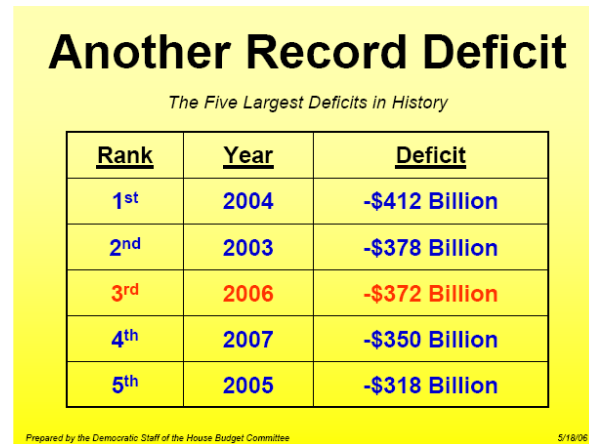 Another Record Deficit
The Five Largest Deficits in History
Rank Year Deficit
1st 2004 -$412 Billion
2nd 2003 -$378 Billion
3rd 2006 -$372 Billion
4th 2007 -$350 Billion
5th 2005 -$318 Billion
Prepared by the Democratic Staff of the House Budget Committee 5/18/06